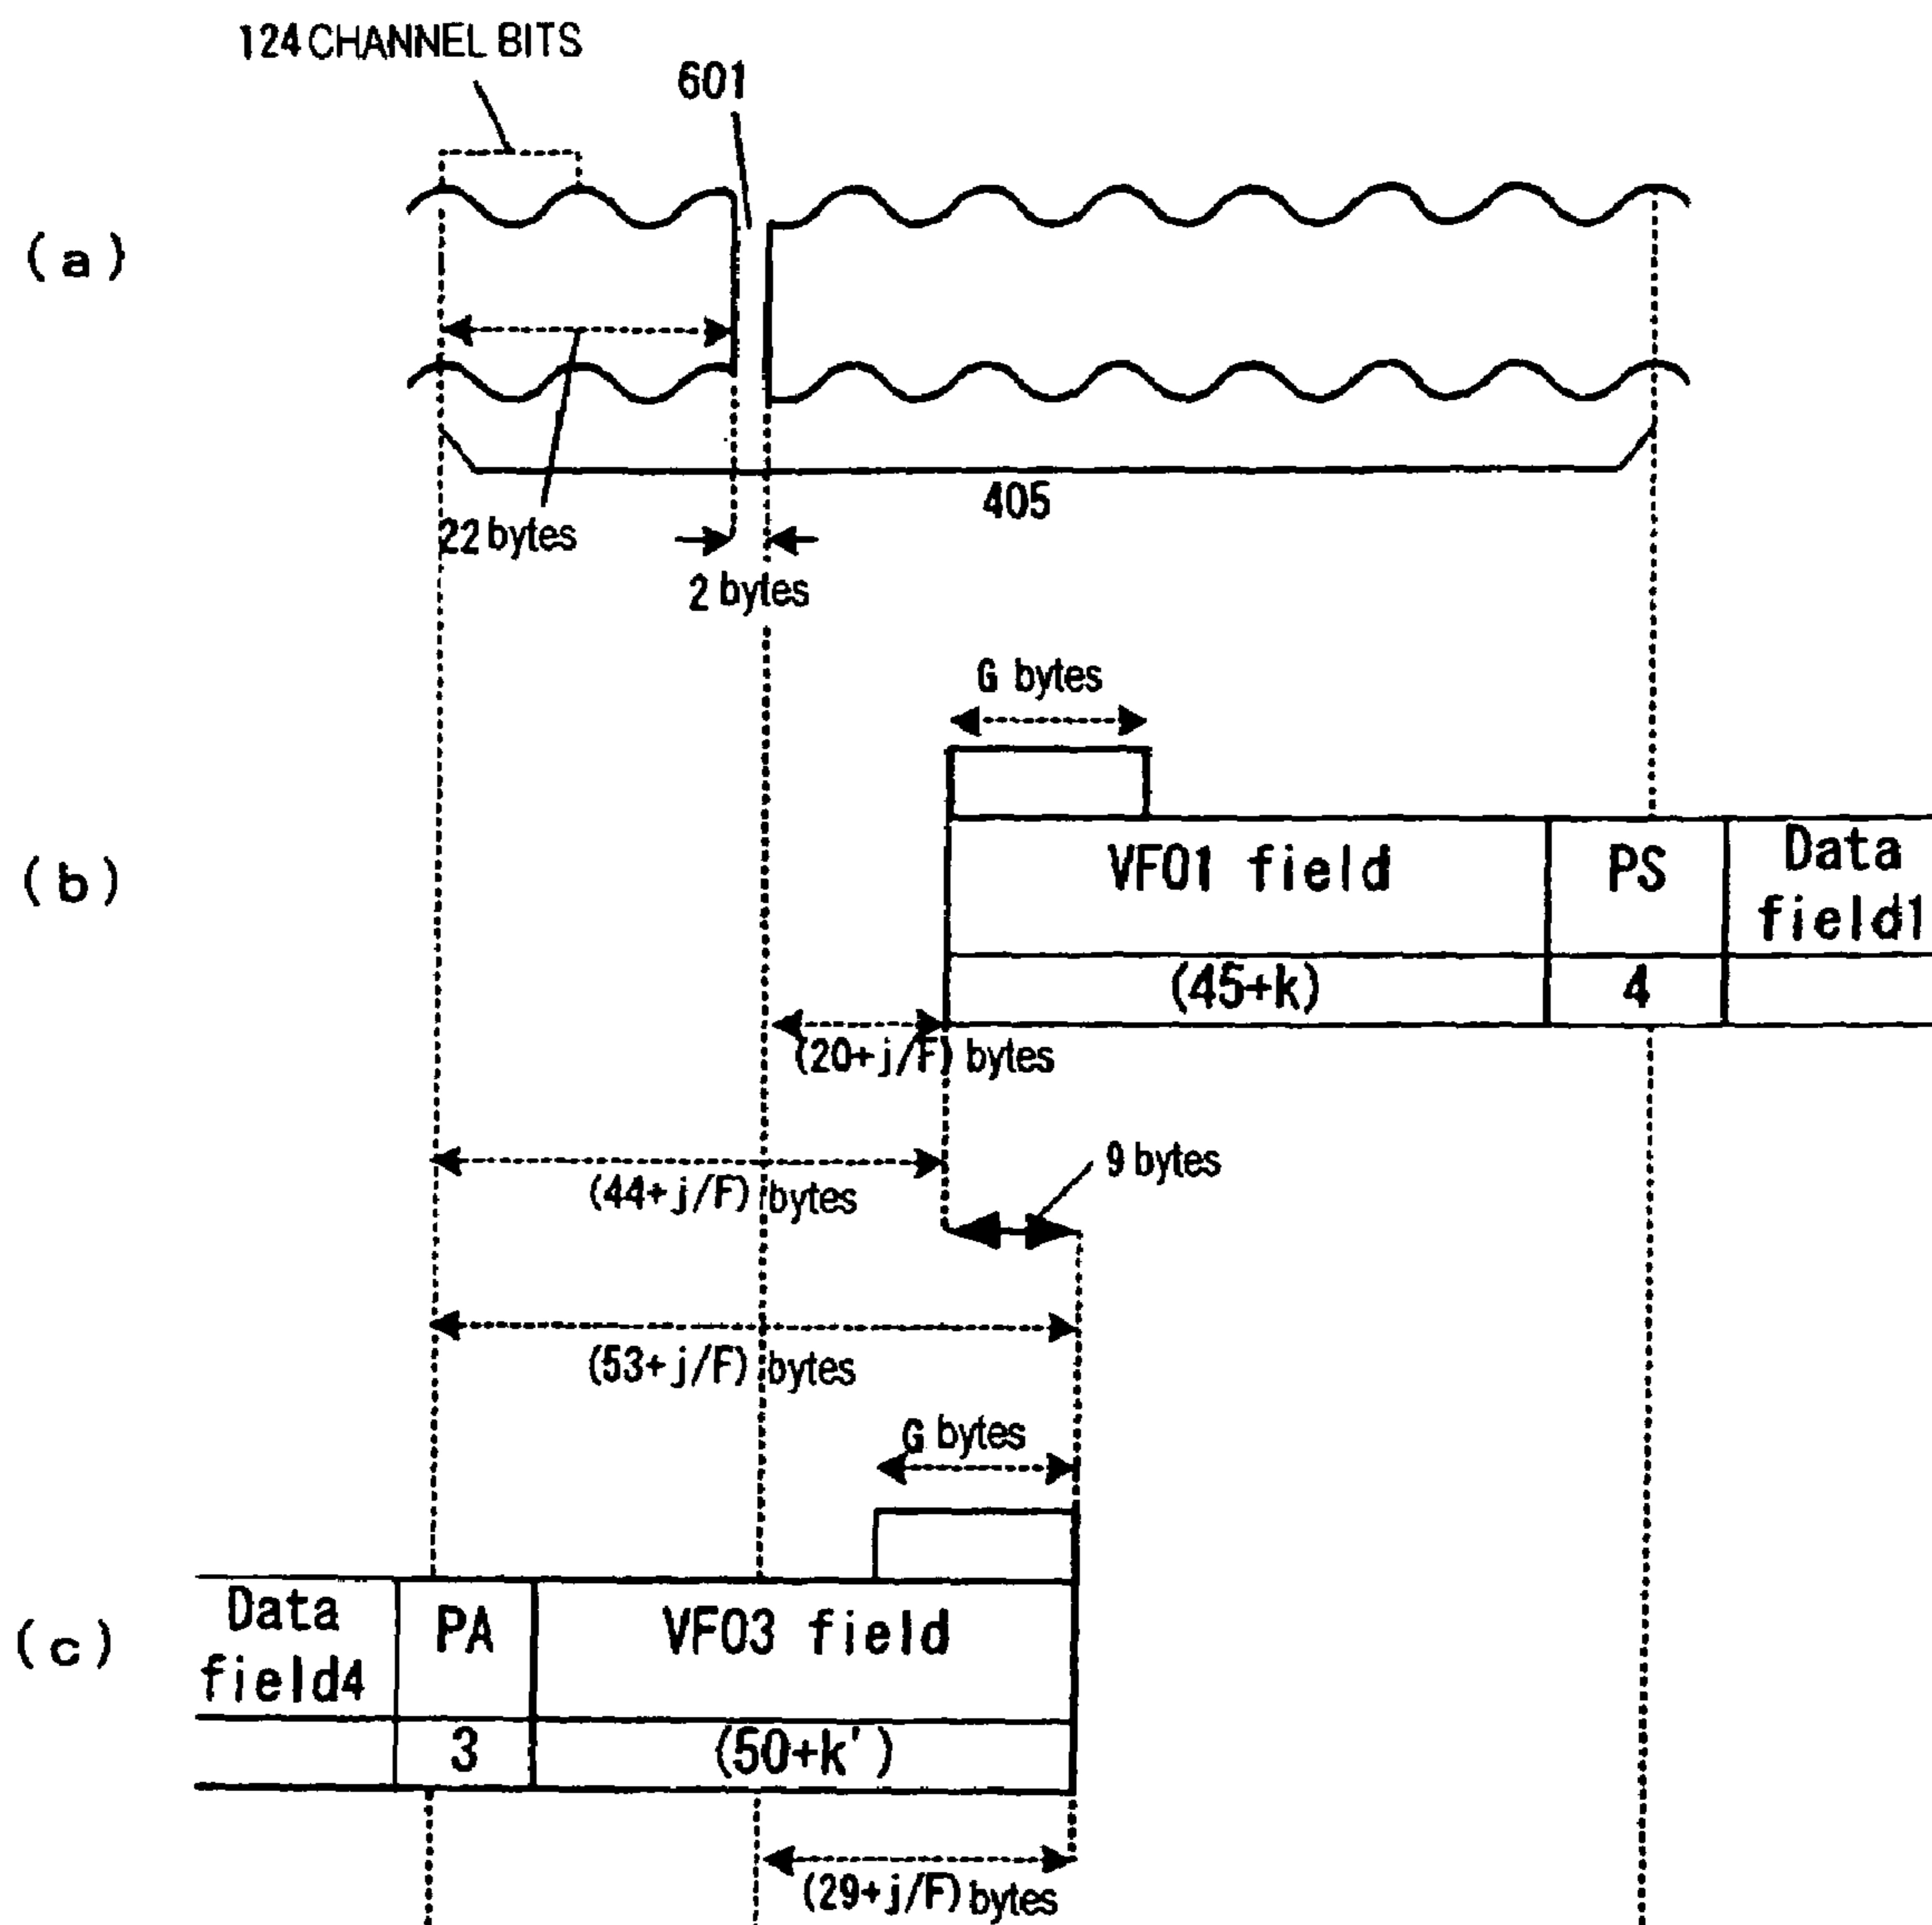 124 CHANNEL BITS
601
(a)
22 bytes
405
2 bytes
G bytes
(b)
VFO1 field
PS
Data
field1
(45+k)
4
(20+j/F) bytes
9 bytes
(44+j/F) bytes
(53+j/F) bytes
G bytes
(c)
Data
field4
PA
VFO3 field
3
(50+k')
(29+j/F) bytes